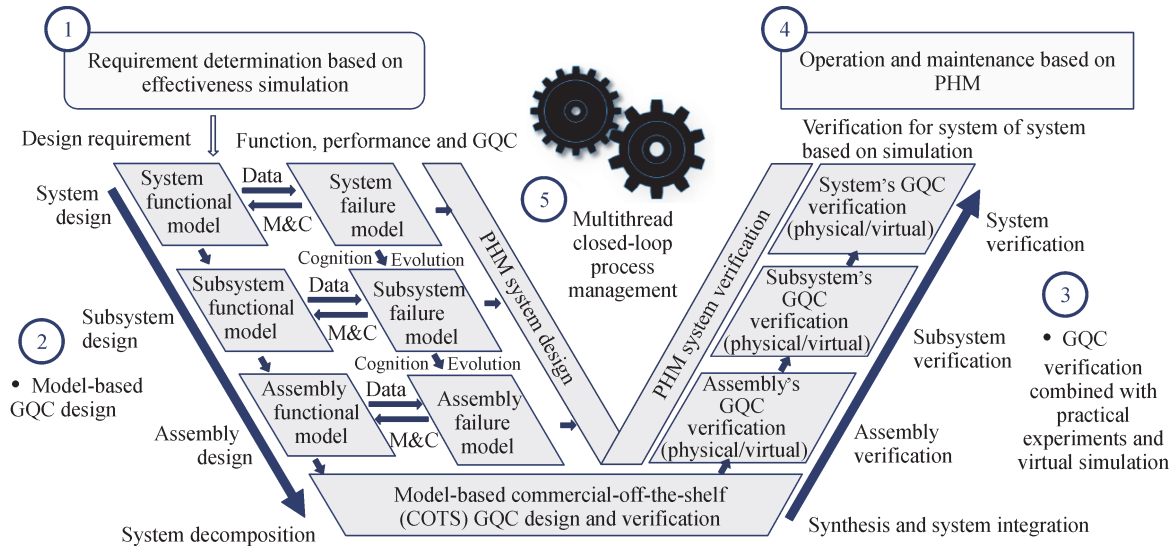 1
Requirement determination based on
effectiveness simulation
4
Operation and maintenance based on
PHM
Design requirement
Function, performance and GQC
Verification for system of system
based on simulation
System
design
System
functional
model
Data
M&C
System
failure
model
Cognition
Evolution
Subsystem
design
Subsystem
functional
model
Data
M&C
Subsystem
failure
model
Cognition
Evolution
2
• Model-based
GQC design
Assembly
design
Assembly
functional
model
Data
M&C
Assembly
failure
model
PHM system design
5
Multithread
closed-loop
process
management
PHM system verification
System's GQC
verification
(physical/virtual)
System
verification
Subsystem's
GQC
verification
(physical/virtual)
Subsystem
verification
Assembly's
GQC
verification
(physical/virtual)
Assembly
verification
3
• GQC
verification
combined with
practical
experiments and
virtual simulation
System decomposition
Model-based commercial-off-the-shelf
(COTS) GQC design and verification
Synthesis and system integration